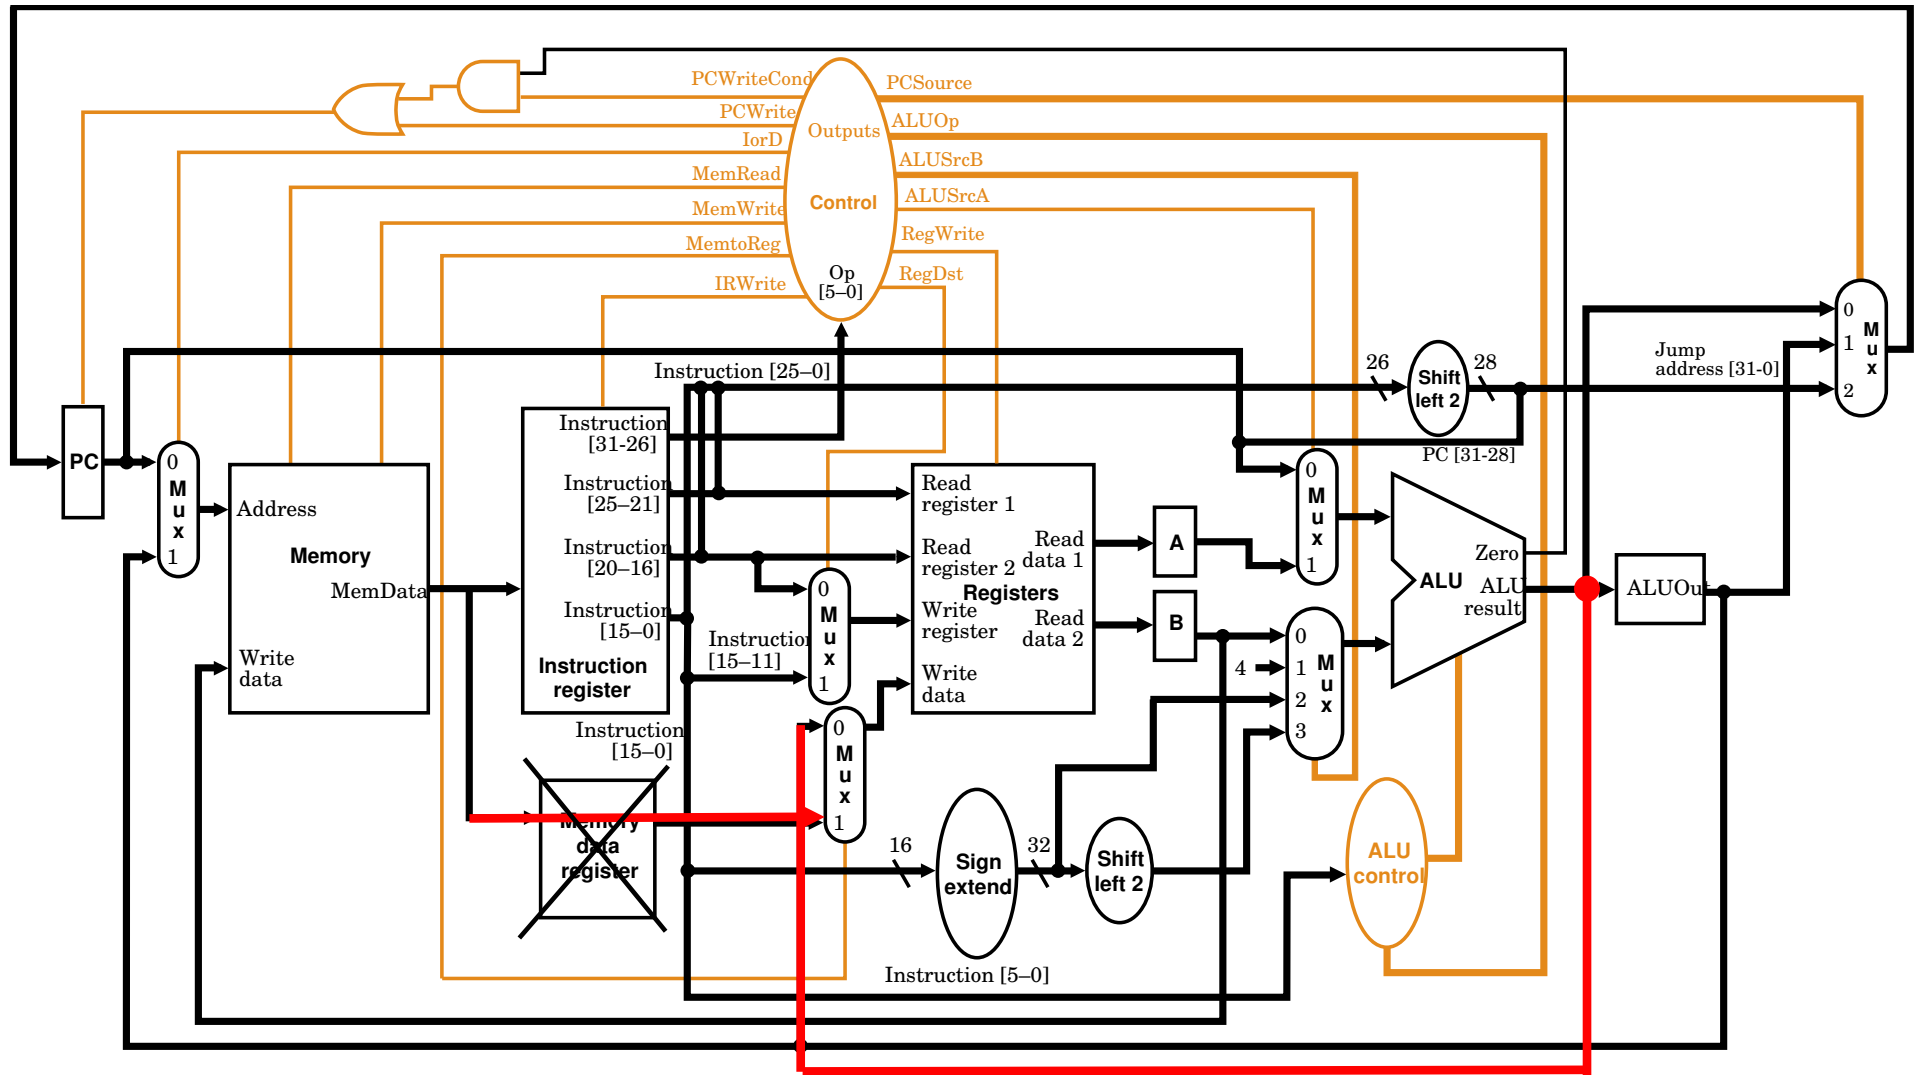 PCWriteCond
PCWrite
IorD
MemRead
MemWrite
MemtoReg
IRWrite
Outputs
Control
Op
[5–0]
PCSource
ALUOp
ALUSrcB
ALUSrcA
RegWrite
RegDst
Instruction [25–0]
26
Shift
left 2
28
Jump
address [31-0]
PC [31-28]
0
1
2
M
u
x
PC
0
M
u
x
1
Address
Memory
MemData
Write
data
Instruction
[31-26]
Instruction
[25–21]
Instruction
[20–16]
Instruction
[15–0]
Instruction
register
Instruction
[15–0]
Memory
data
register
Instruction
[15–11]
0
M
u
x
1
0
M
u
x
1
Read
register 1
Read
register 2
Registers
Write
register
Write
data
Read
data 1
Read
data 2
A
B
4
0
M
u
x
1
0
1
2
3
M
u
x
Zero
ALU
ALU
result
ALUOut
16
Sign
extend
32
Shift
left 2
ALU
control
Instruction [5–0]